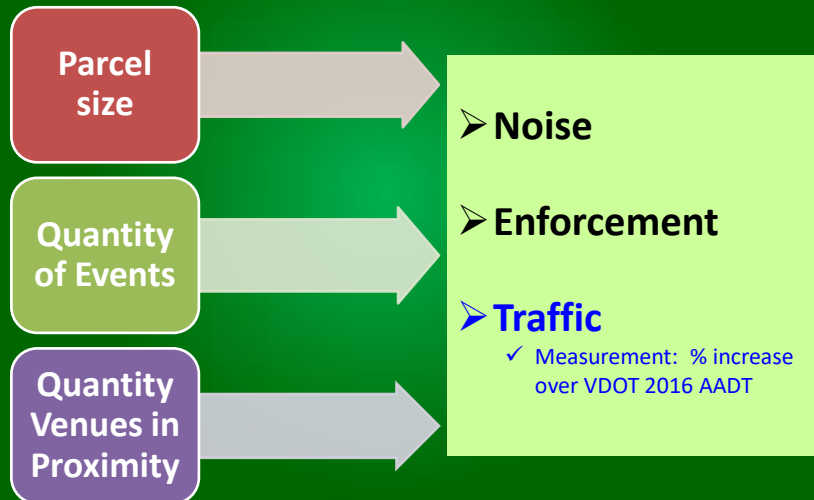 Parcel
size
Quantity
of Events
Quantity
Venues in
Proximity
➢ Noise
➢ Enforcement
➢ Traffic
✓ Measurement: % increase
over VDOT 2016 AADT